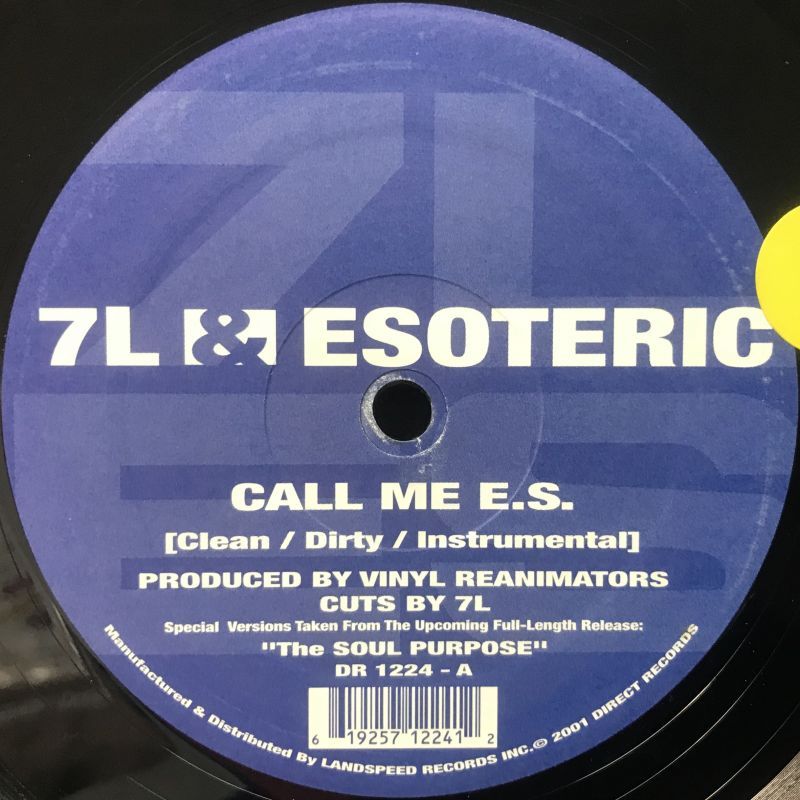 7L & ESOTERIC
CALL ME E.S.
[Clean / Dirty / Instrumental]
PRODUCED BY VINYL REANIMATORS
CUTS BY 7L
Special Versions Taken From The Upcoming Full-Length Release:
"The SOUL PURPOSE"
DR 1224 - A
6 19257 12241 2
Manufactured & Distributed By LANDSPEED RECORDS INC.© 2001 DIRECT RECORDS
7L
ES